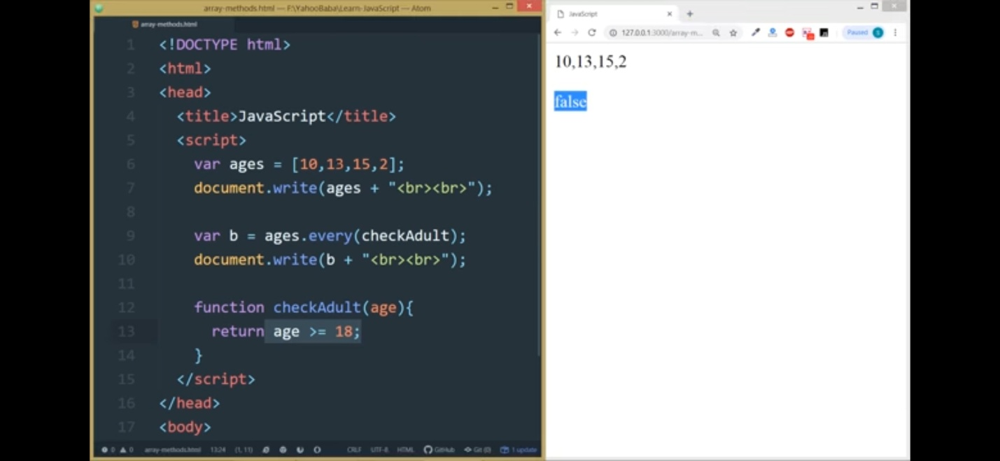 array-methods.html — F:\YahooBaba\Learn-JavaScript — Atom
array-methods.html
1 <!DOCTYPE html>
2 <html>
3 <head>
4 <title>JavaScript</title>
5 <script>
6 var ages = [10,13,15,2];
7 document.write(ages + "<br><br>");
8
9 var b = ages.every(checkAdult);
10 document.write(b + "<br><br>");
11
12 function checkAdult(age){
13 return age >= 18;
14 }
15 </script>
16 </head>
17 <body>
0 0 array-methods.html 1324 (1, 11) CRLF UTF-8 HTML GitHub Git (0) 1 update
JavaScript
127.0.0.1:3000/array-m... Paused
10,13,15,2
false